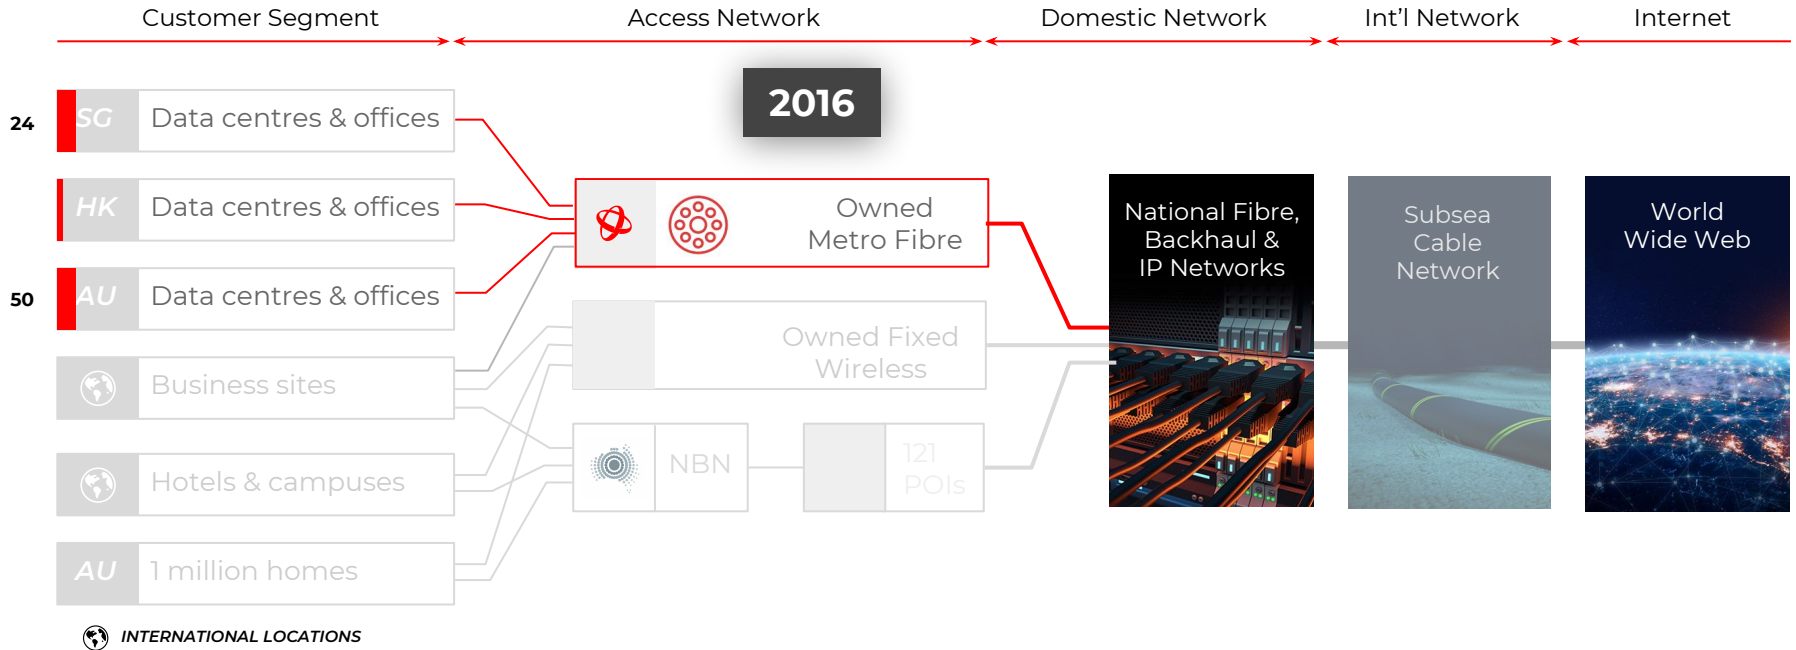 Customer Segment
Access Network
Domestic Network
Int'l Network
Internet
2016
24
SG
Data centres & offices
HK
Data centres & offices
50
AU
Data centres & offices
Business sites
Hotels & campuses
AU
1 million homes
INTERNATIONAL LOCATIONS
Owned
Metro Fibre
Owned Fixed
Wireless
NBN
121
POIs
National Fibre,
Backhaul &
IP Networks
Subsea
Cable
Network
World
Wide Web